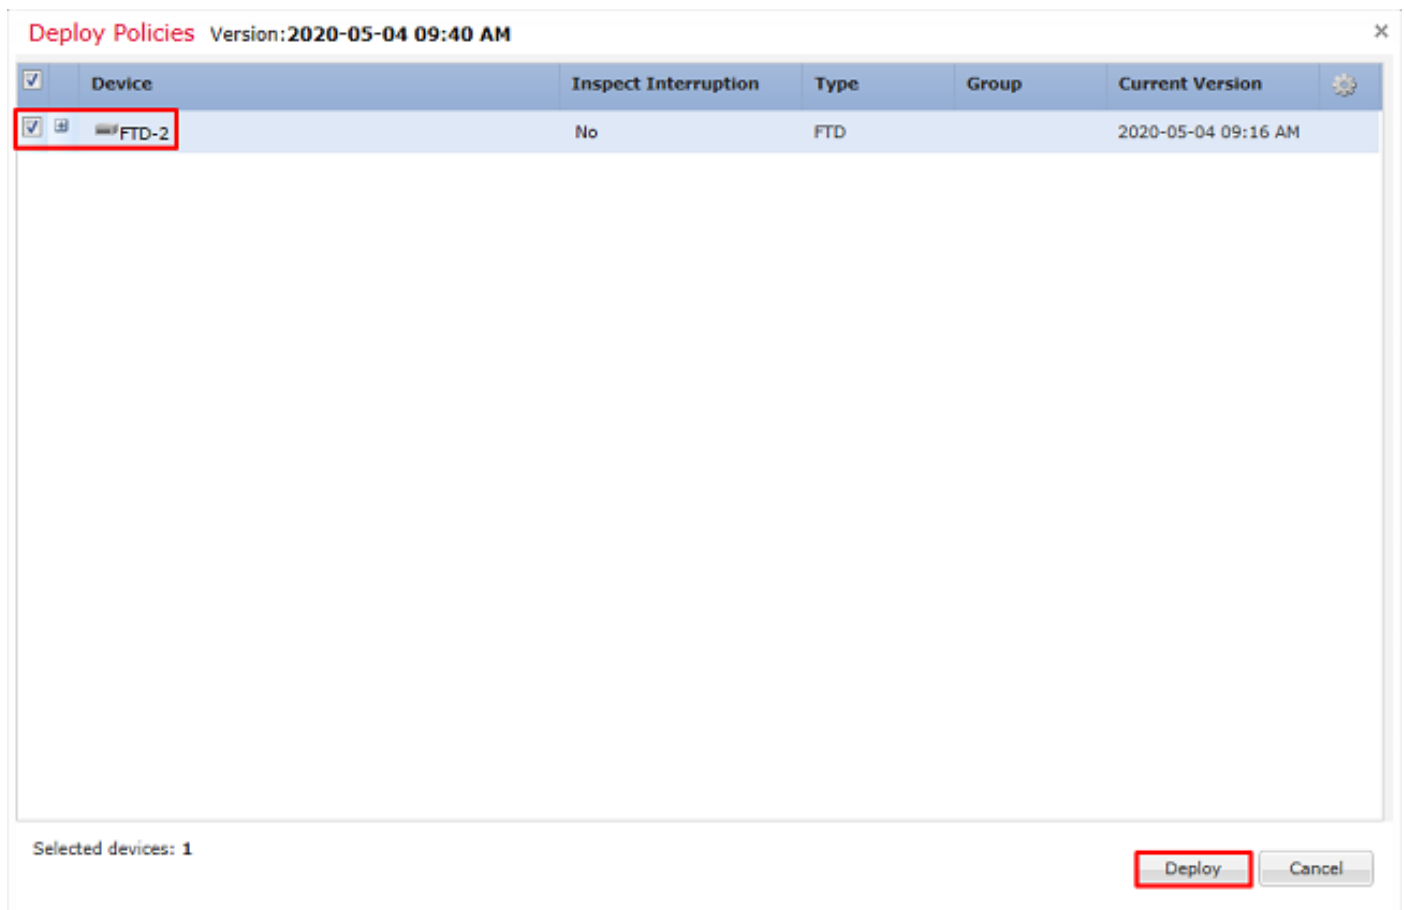 Deploy Policies Version:2020-05-04 09:40 AM
Device Inspect Interruption Type Group Current Version
FTD-2 No FTD 2020-05-04 09:16 AM
Selected devices: 1
Deploy Cancel